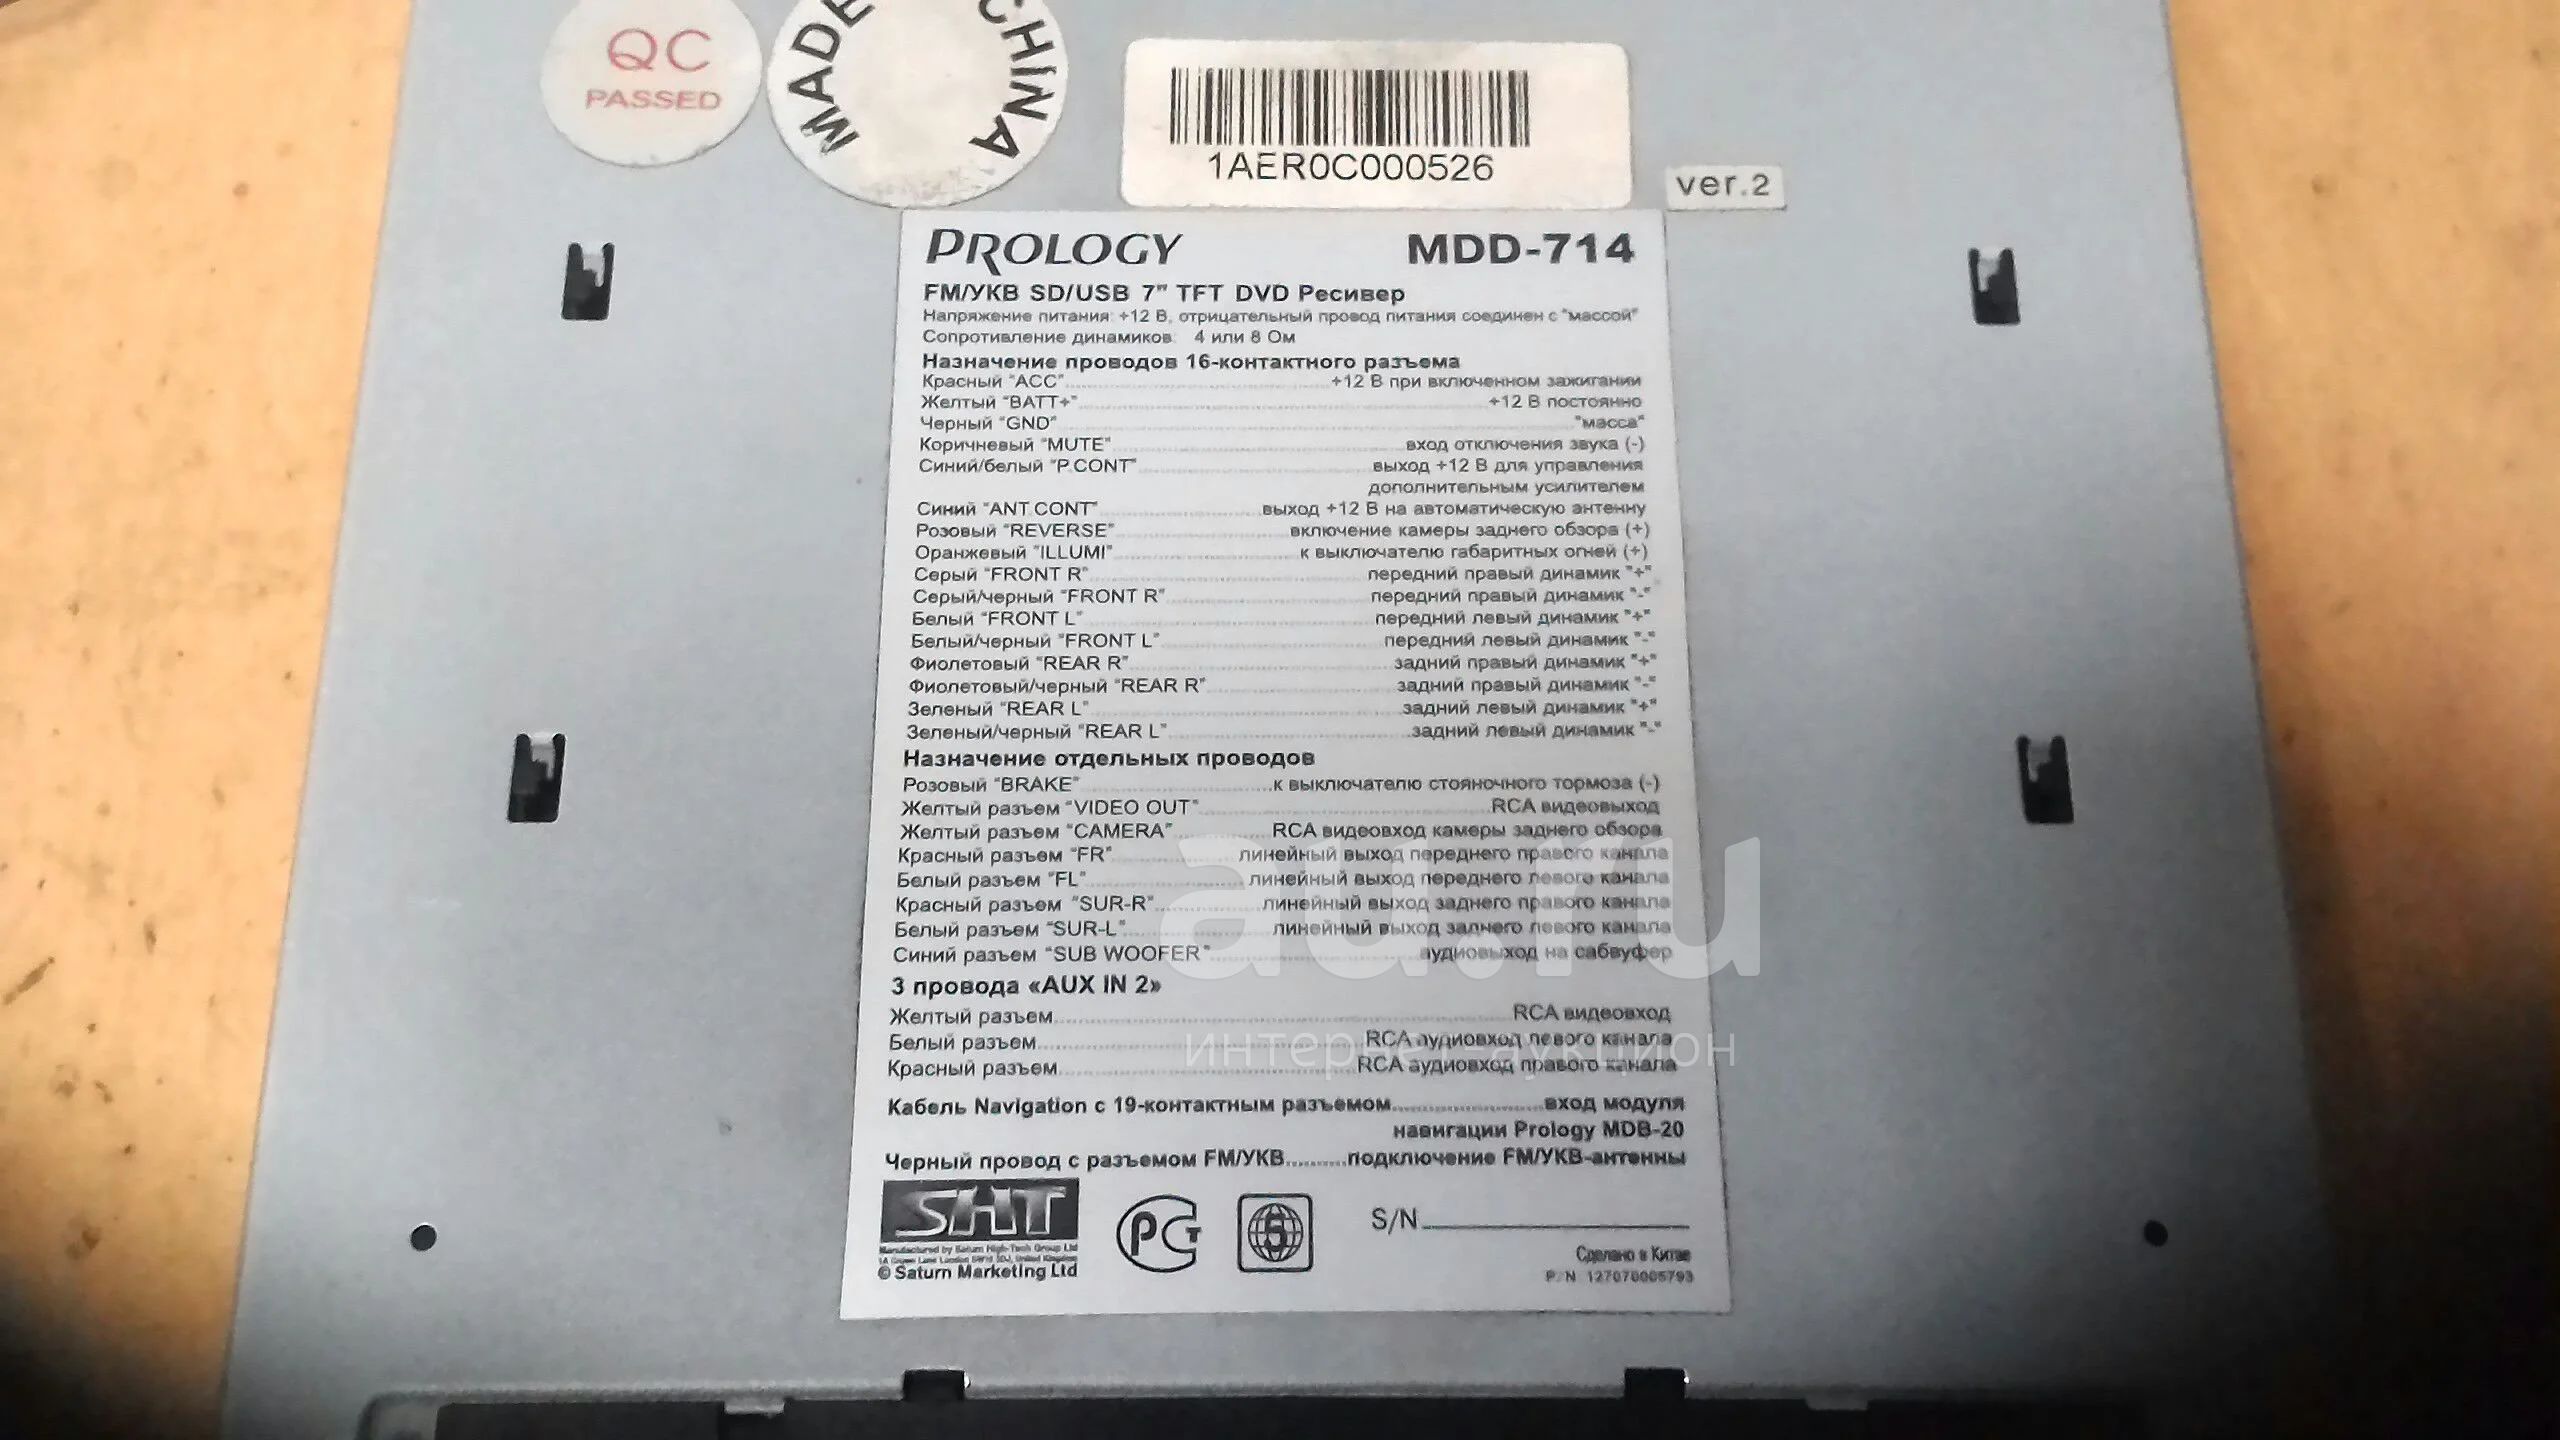 QC
PASSED
MADE CHINA
1AER0C000526
ver.2
PROLOGY MDD-714
FM/УКВ SD/USB 7" TFT DVD Ресивер
Напряжение питания: +12 В, отрицательный провод питания соединен с "массой"
Сопротивление динамиков: 4 или 8 Ом
Назначение проводов 16-контактного разъема
Красный "ACC" +12 В при включенном зажигании
Желтый "BATT+" +12 В постоянно
Черный "GND" "масса"
Коричневый "MUTE" вход отключения звука (-)
Синий/белый "P.CONT" выход +12 В для управления
дополнительным усилителем
Синий "ANT.CONT" выход +12 В на автоматическую антенну
Розовый "REVERSE" включение камеры заднего обзора (+)
Оранжевый "ILLUMI" к выключателю габаритных огней (+)
Серый "FRONT R" передний правый динамик "+"
Серый/черный "FRONT R" передний правый динамик "-"
Белый "FRONT L" передний левый динамик "+"
Белый/черный "FRONT L" передний левый динамик "-"
Фиолетовый "REAR R" задний правый динамик "+"
Фиолетовый/черный "REAR R" задний правый динамик "-"
Зеленый "REAR L" задний левый динамик "+"
Зеленый/черный "REAR L" задний левый динамик "-"
Назначение отдельных проводов
Розовый "BRAKE" к выключателю стояночного тормоза (-)
Желтый разъем "VIDEO OUT" RCA видеовыход
Желтый разъем "CAMERA" RCA видеовход камеры заднего обзора
Красный разъем "FR" линейный выход переднего правого канала
Белый разъем "FL" линейный выход переднего левого канала
Красный разъем "SUR-R" линейный выход заднего правого канала
Белый разъем "SUR-L" линейный выход заднего левого канала
Синий разъем "SUB WOOFER" аудиовыход на сабвуфер
3 провода «AUX IN 2»
Желтый разъем RCA видеовход
Белый разъем RCA аудиовход левого канала
Красный разъем RCA аудиовход правого канала
Кабель Navigation с 19-контактным разъемом вход модуля
навигации Prology MDB-20
Черный провод с разъемом FM/УКВ подключение FM/УКВ-антенны
SHT
Manufactured by Saturn High-Tech Group Ltd
© Saturn Marketing Ltd
РСТ
5
S/N
Сделано в Китае
P/N 127070005793
au.ru
интернет аукцион